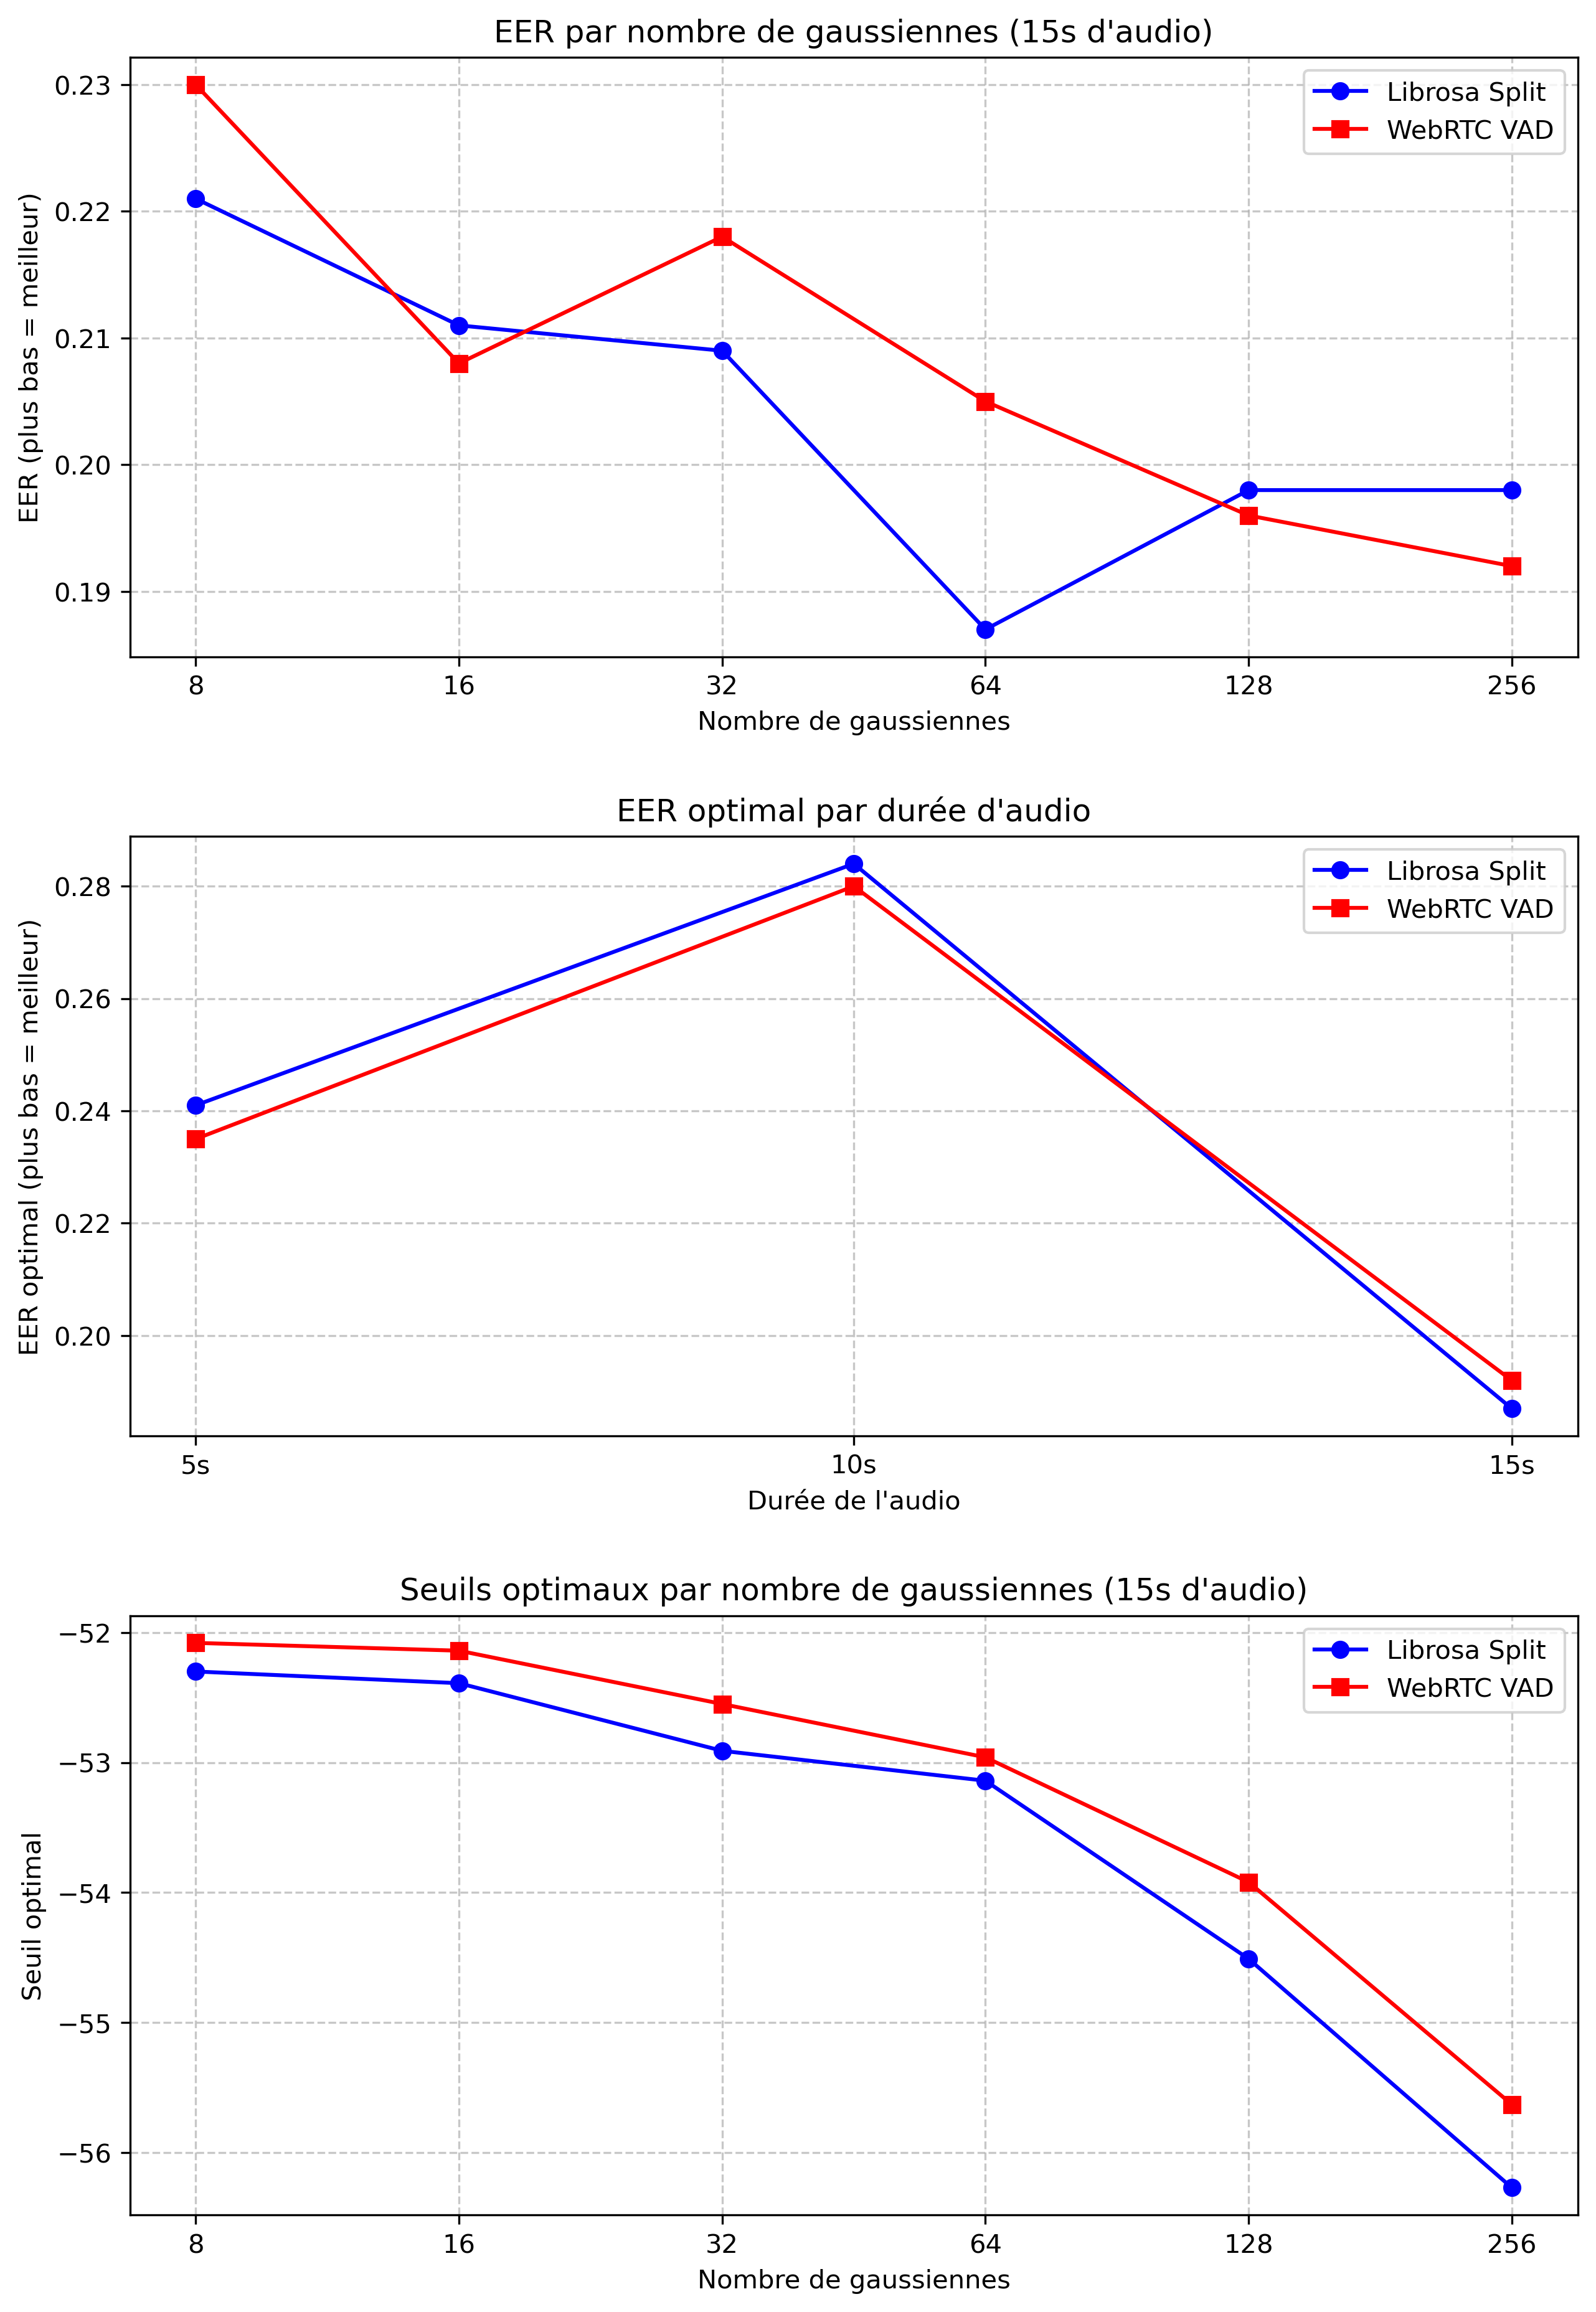 EER par nombre de gaussiennes (15s d'audio)
Librosa Split
WebRTC VAD
EER (plus bas = meilleur)
0.23
0.22
0.21
0.20
0.19
8
16
32
64
128
256
Nombre de gaussiennes
EER optimal par durée d'audio
Librosa Split
WebRTC VAD
EER optimal (plus bas = meilleur)
0.28
0.26
0.24
0.22
0.20
5s
10s
15s
Durée de l'audio
Seuils optimaux par nombre de gaussiennes (15s d'audio)
Librosa Split
WebRTC VAD
Seuil optimal
−52
−53
−54
−55
−56
8
16
32
64
128
256
Nombre de gaussiennes